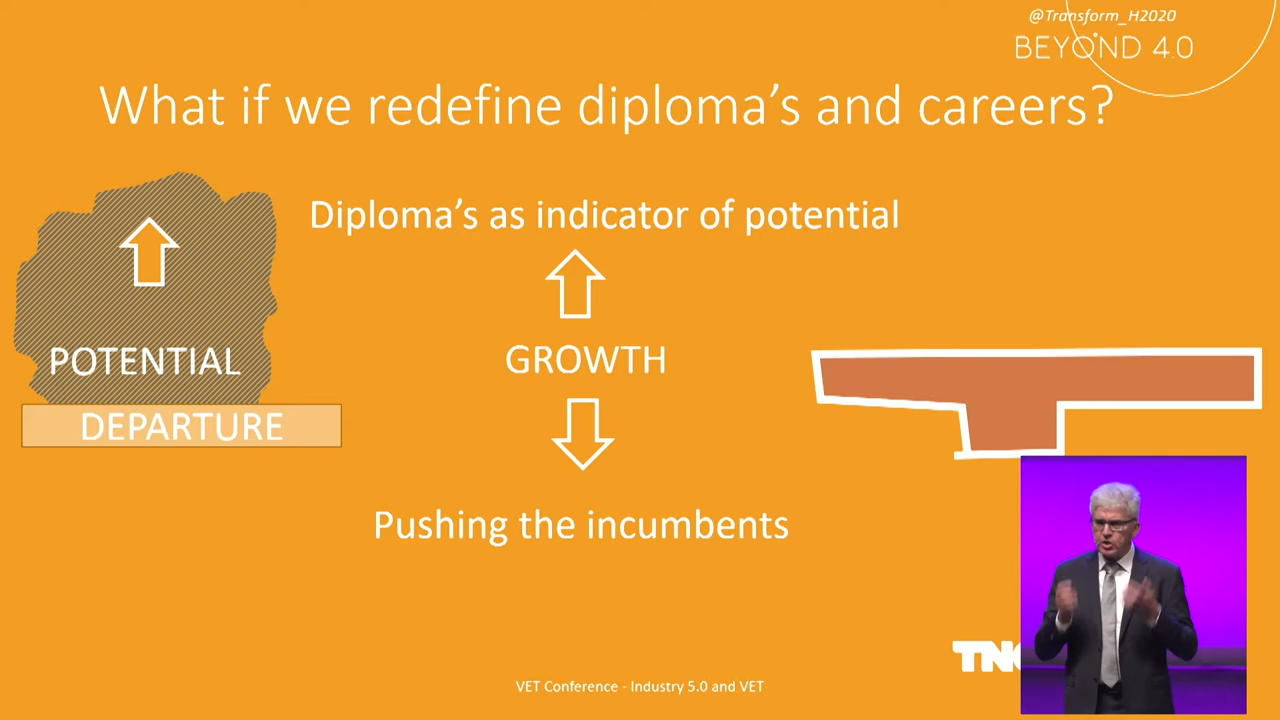 @Transform_H2020
BEYOND 4.0
What if we redefine diploma's and careers?
Diploma's as indicator of potential
POTENTIAL
GROWTH
DEPARTURE
Pushing the incumbents
VET Conference - Industry 5.0 and VET